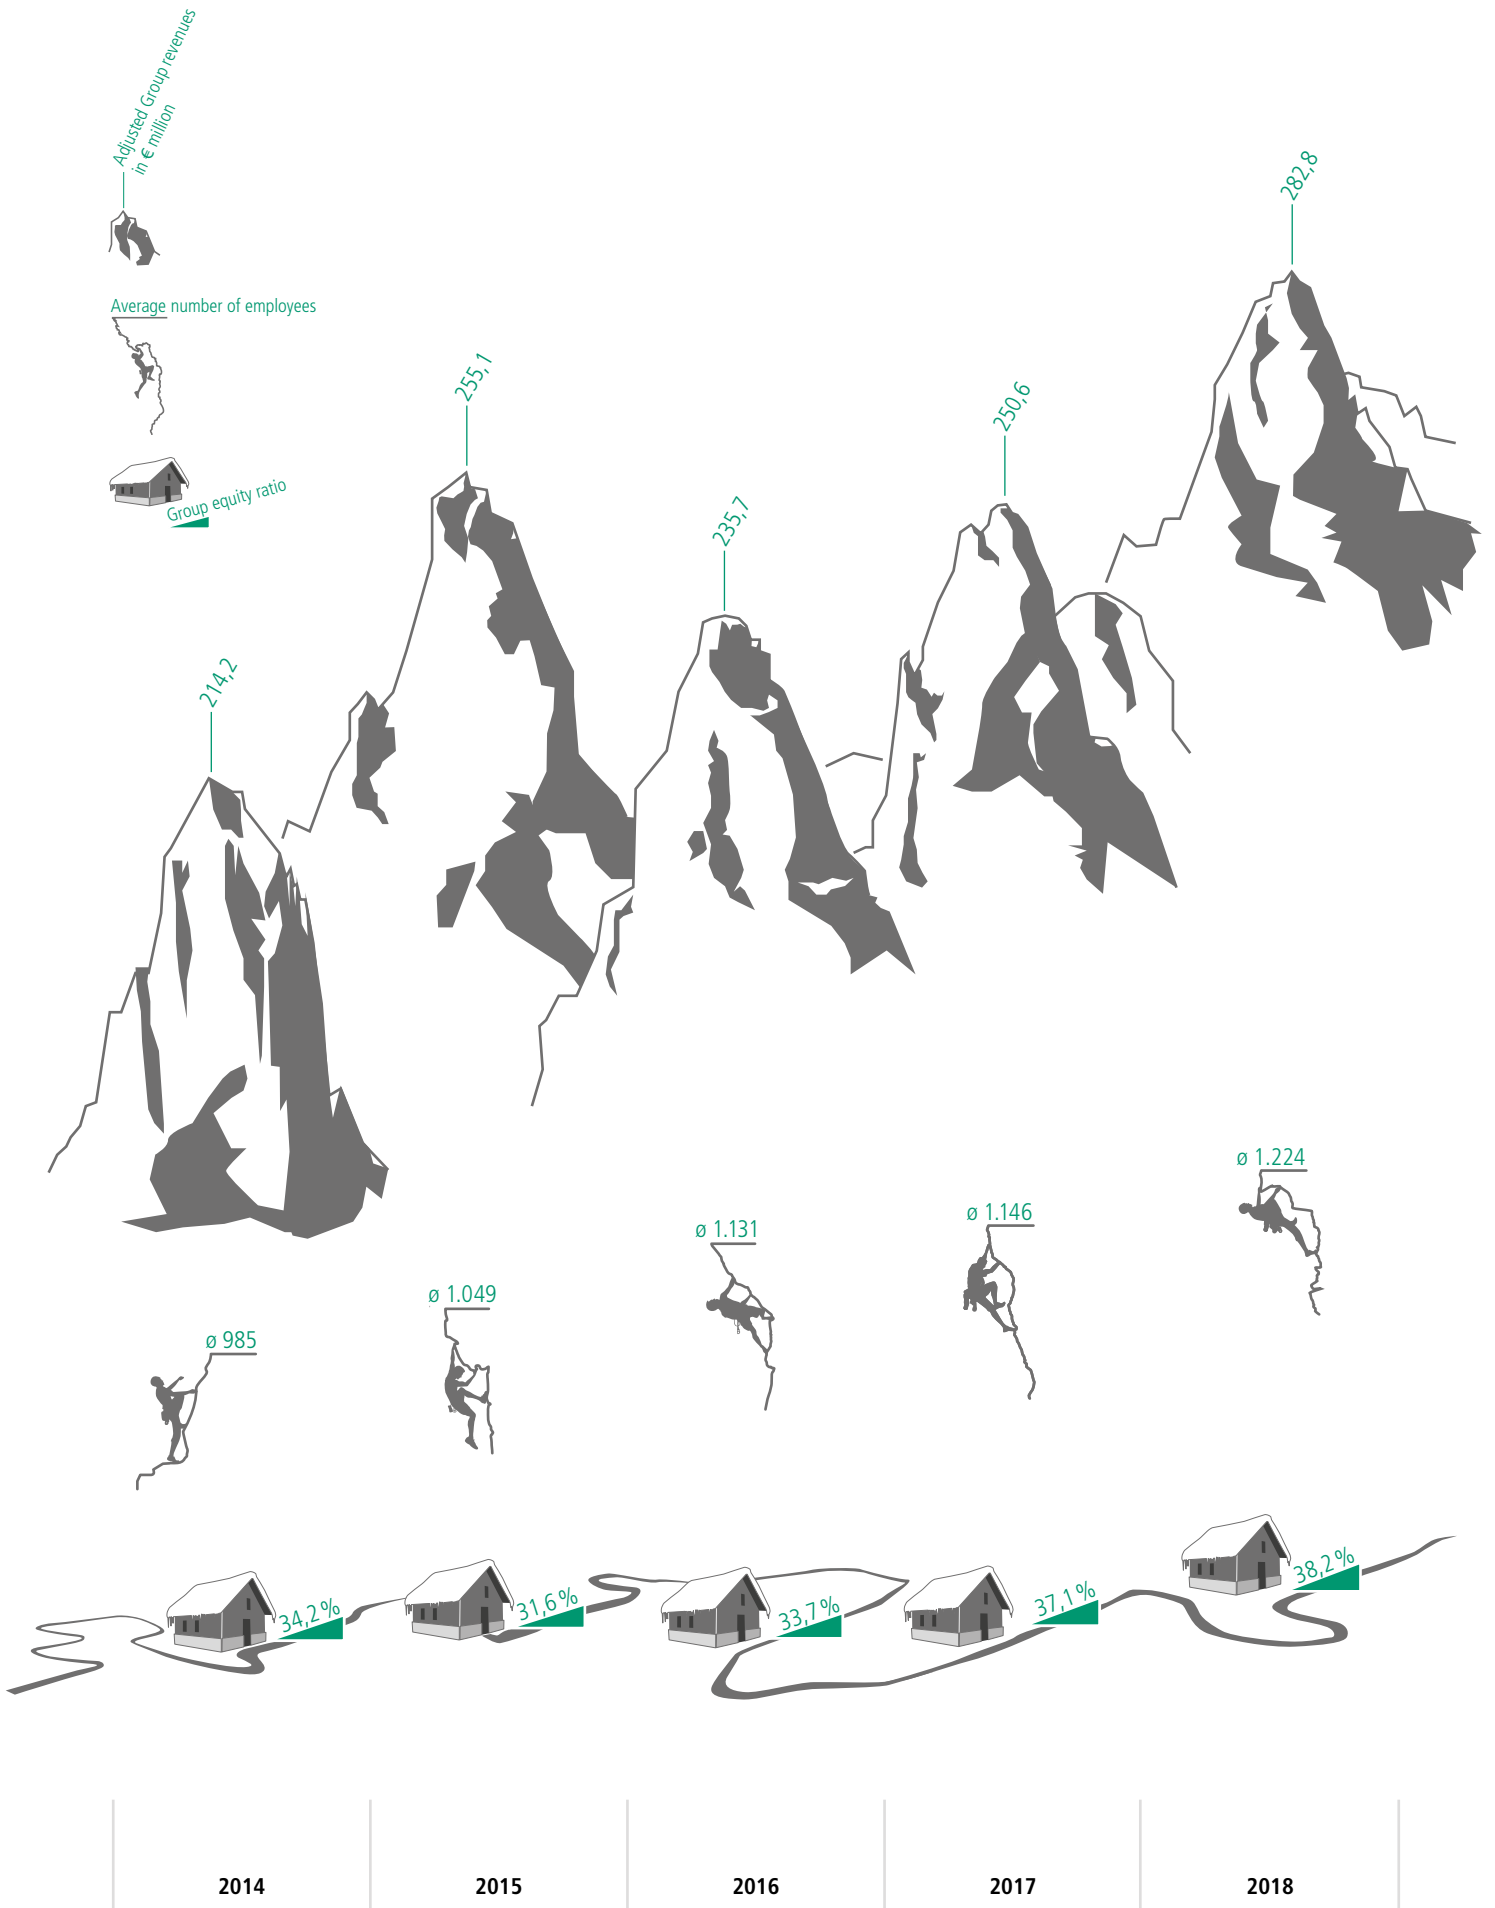 Adjusted Group revenues
in € million
Average number of employees
Group equity ratio
214,2
255,1
235,7
250,6
282,8
ø 985
ø 1.049
ø 1.131
ø 1.146
ø 1.224
34,2 %
31,6 %
33,7 %
37,1 %
38,2 %
2014
2015
2016
2017
2018